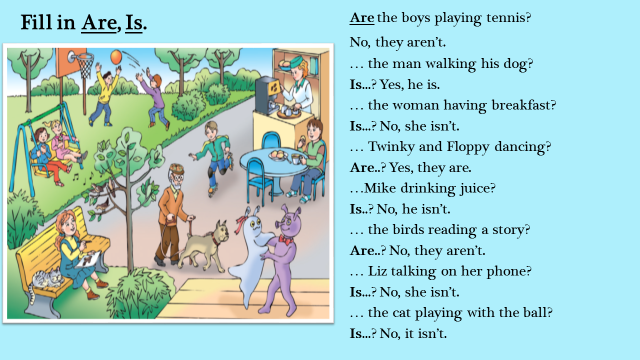 Fill in Are, Is.
Are the boys playing tennis?
No, they aren't.
… the man walking his dog?
Is...? Yes, he is.
… the woman having breakfast?
Is...? No, she isn't.
… Twinky and Floppy dancing?
Are..? Yes, they are.
…Mike drinking juice?
Is..? No, he isn't.
… the birds reading a story?
Are..? No, they aren't.
… Liz talking on her phone?
Is...? No, she isn't.
… the cat playing with the ball?
Is...? No, it isn't.